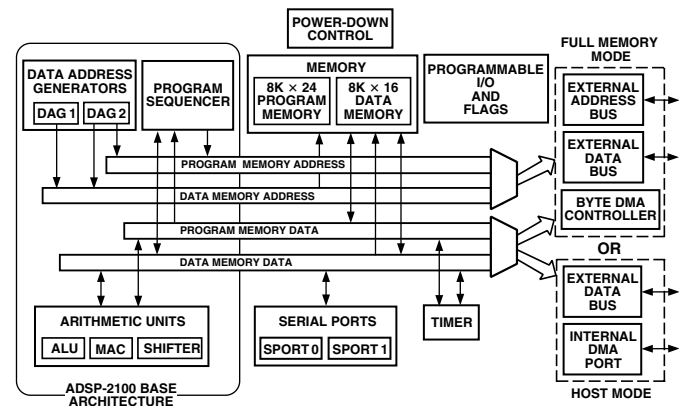 POWER-DOWN
CONTROL
FULL MEMORY
MODE
DATA ADDRESS
GENERATORS
DAG 1
DAG 2
PROGRAM
SEQUENCER
MEMORY
8K × 24
PROGRAM
MEMORY
8K × 16
DATA
MEMORY
PROGRAMMABLE
I/O
AND
FLAGS
EXTERNAL
ADDRESS
BUS
EXTERNAL
DATA
BUS
BYTE DMA
CONTROLLER
OR
PROGRAM MEMORY ADDRESS
DATA MEMORY ADDRESS
PROGRAM MEMORY DATA
DATA MEMORY DATA
EXTERNAL
DATA
BUS
INTERNAL
DMA
PORT
HOST MODE
ARITHMETIC UNITS
ALU
MAC
SHIFTER
SERIAL PORTS
SPORT 0
SPORT 1
TIMER
ADSP-2100 BASE
ARCHITECTURE